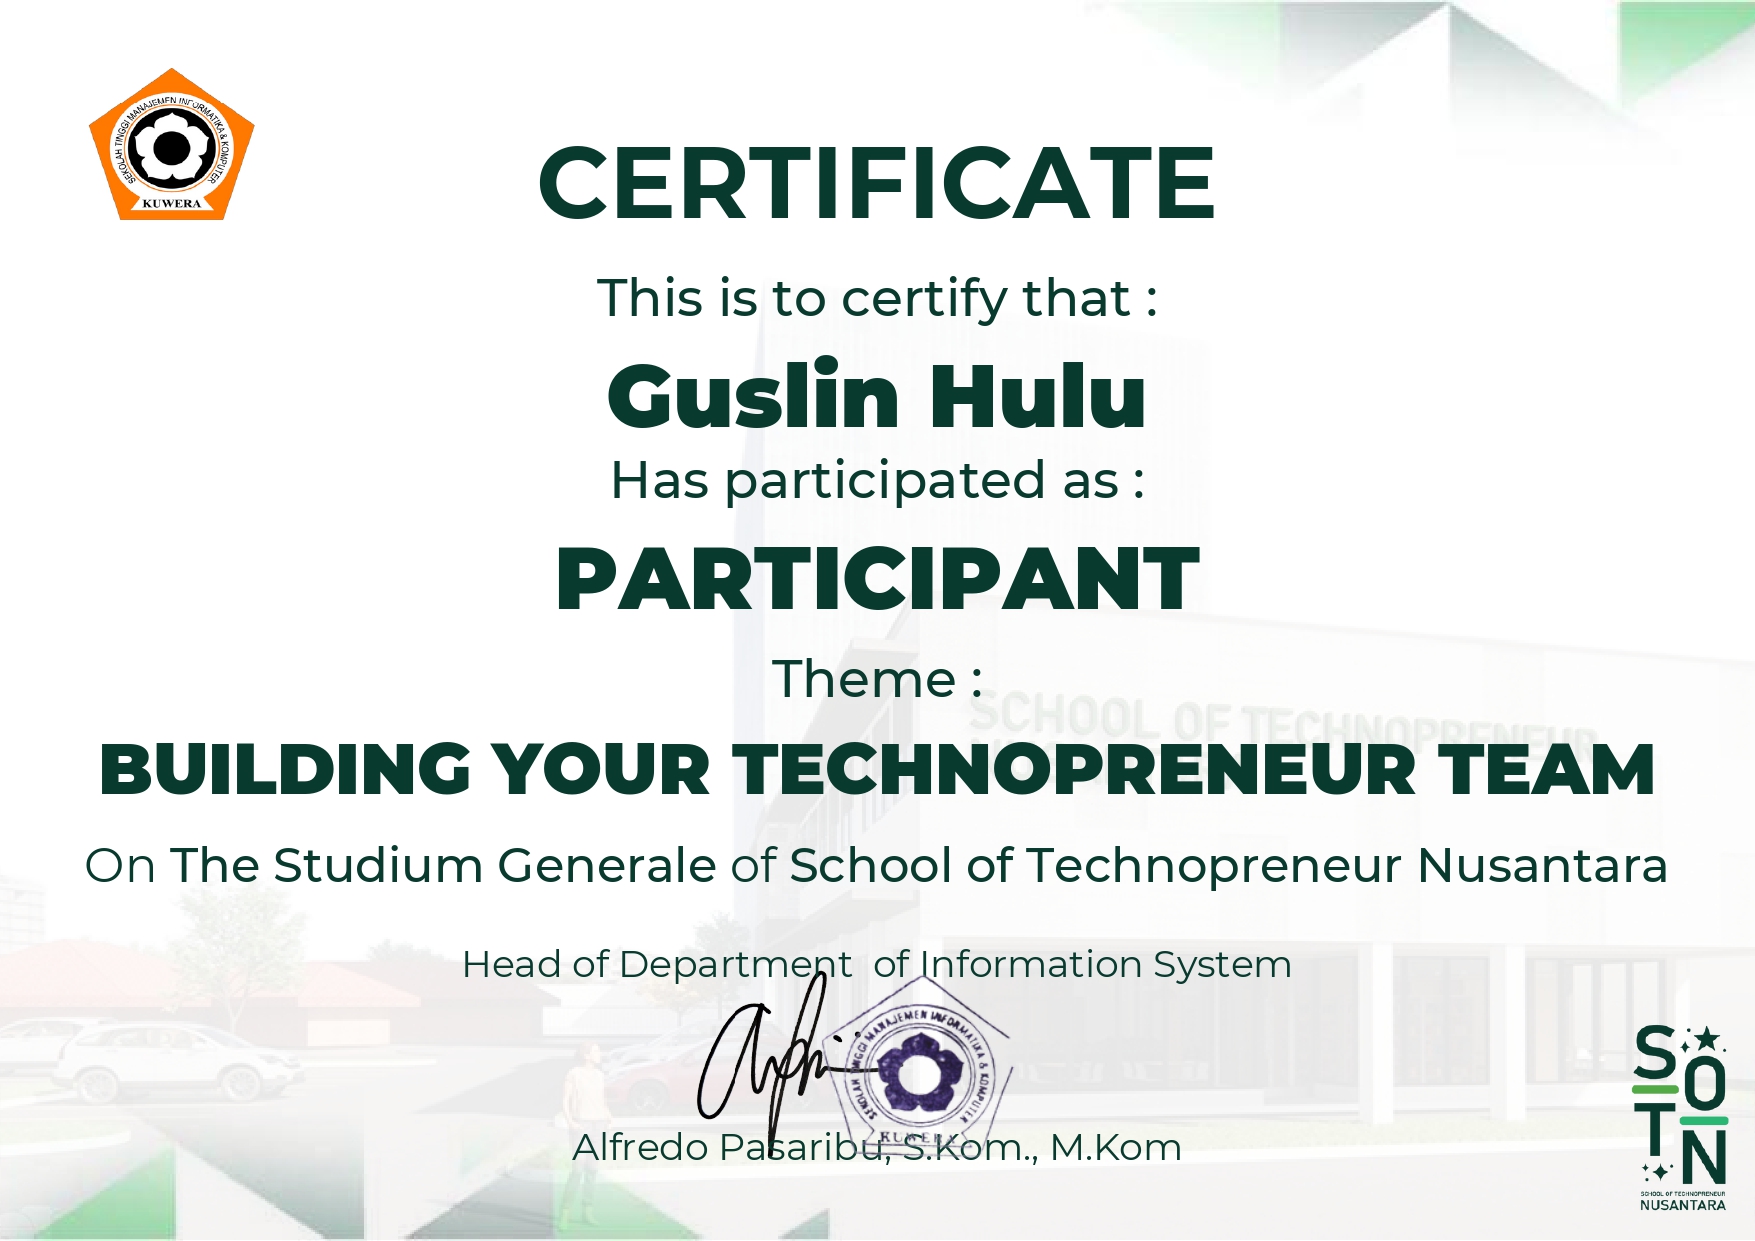 SEKOLAH TINGGI MANAJEMEN INFORMATIKA & KOMPUTER
KUWERA
CERTIFICATE
This is to certify that :
Guslin Hulu
Has participated as :
PARTICIPANT
Theme :
SCHOOL OF TECHNOPRENEUR
BUILDING YOUR TECHNOPRENEUR TEAM
On The Studium Generale of School of Technopreneur Nusantara
Head of Department of Information System
SEKOLAH TINGGI MANAJEMEN INFORMATIKA & KOMPUTER
KUWERA
Alfredo Pasaribu, S.Kom., M.Kom
SOTN
SCHOOL OF TECHNOPRENEUR
NUSANTARA